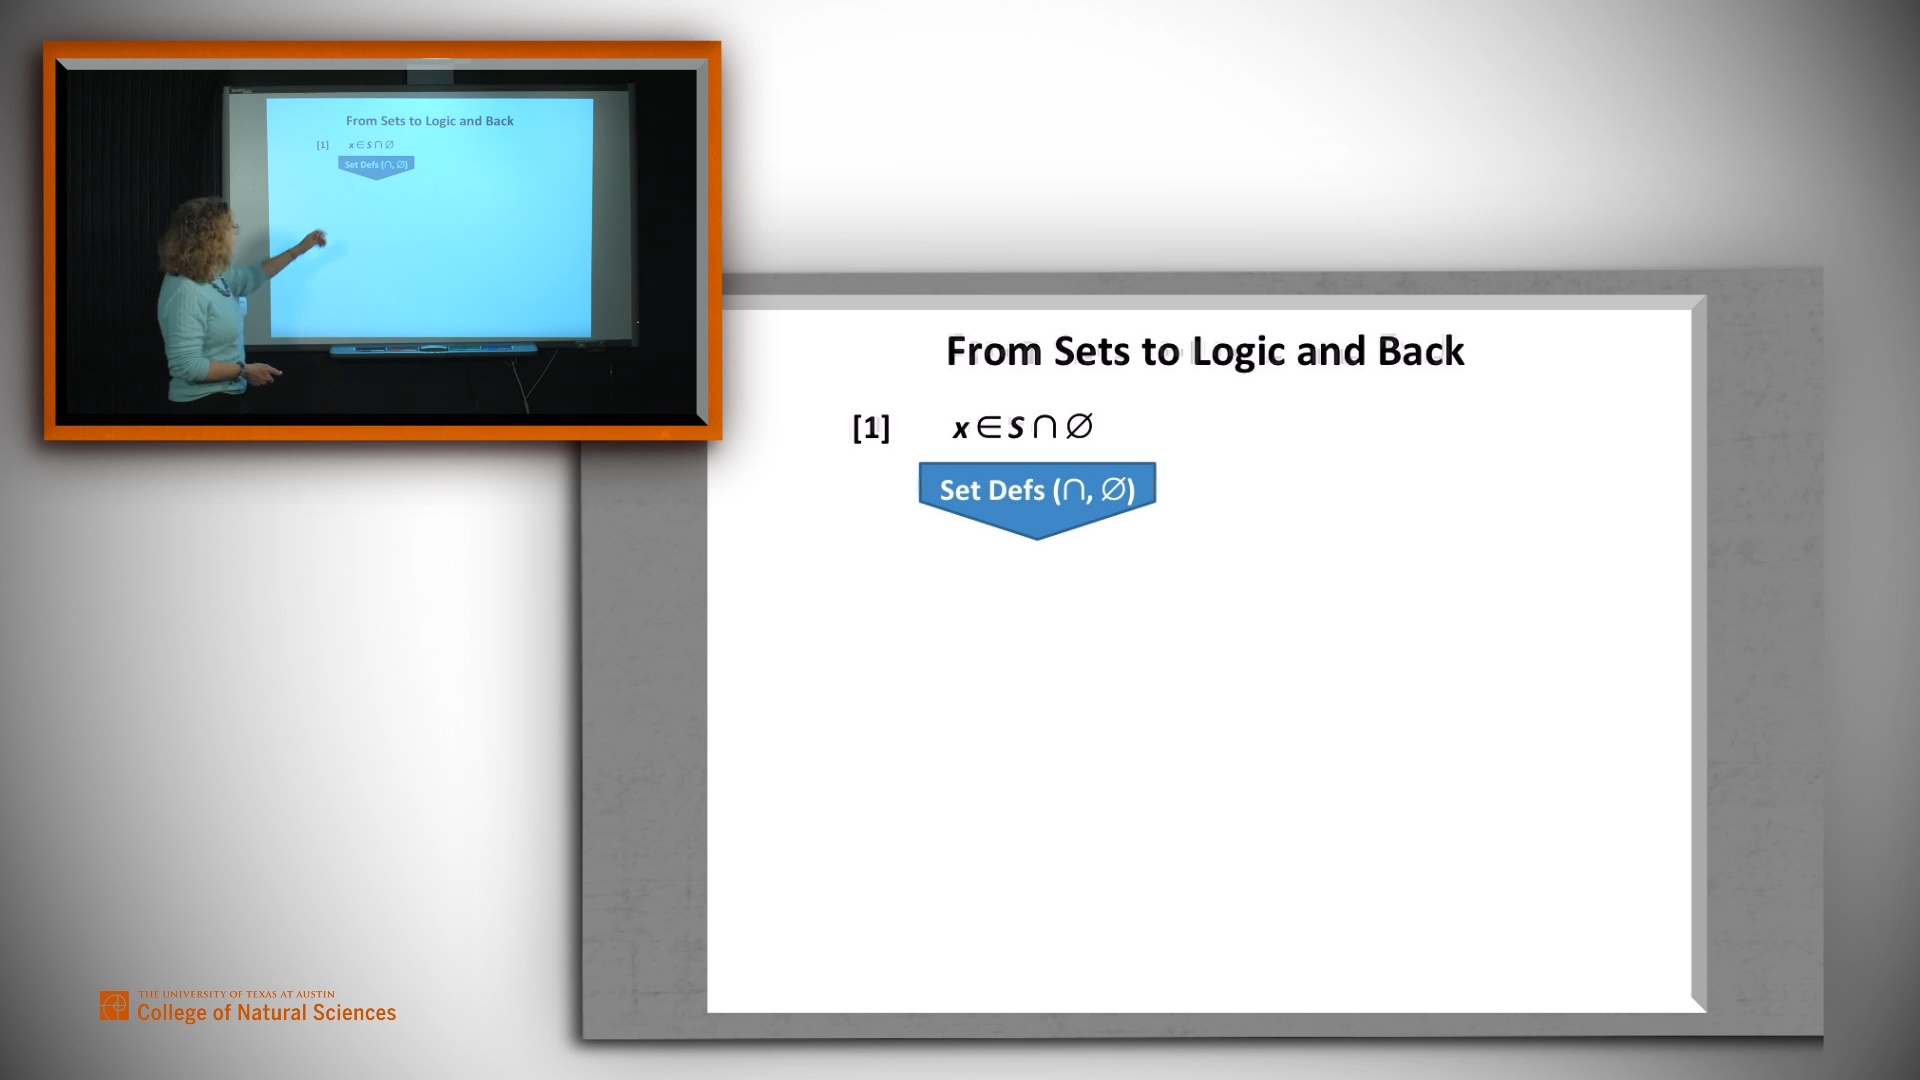 From Sets to Logic and Back
[1] x ∈ S ∩ ∅
Set Defs (∩, ∅)
From Sets to Logic and Back
[1] x ∈ S ∩ ∅
Set Defs (∩, ∅)
THE UNIVERSITY OF TEXAS AT AUSTIN
College of Natural Sciences